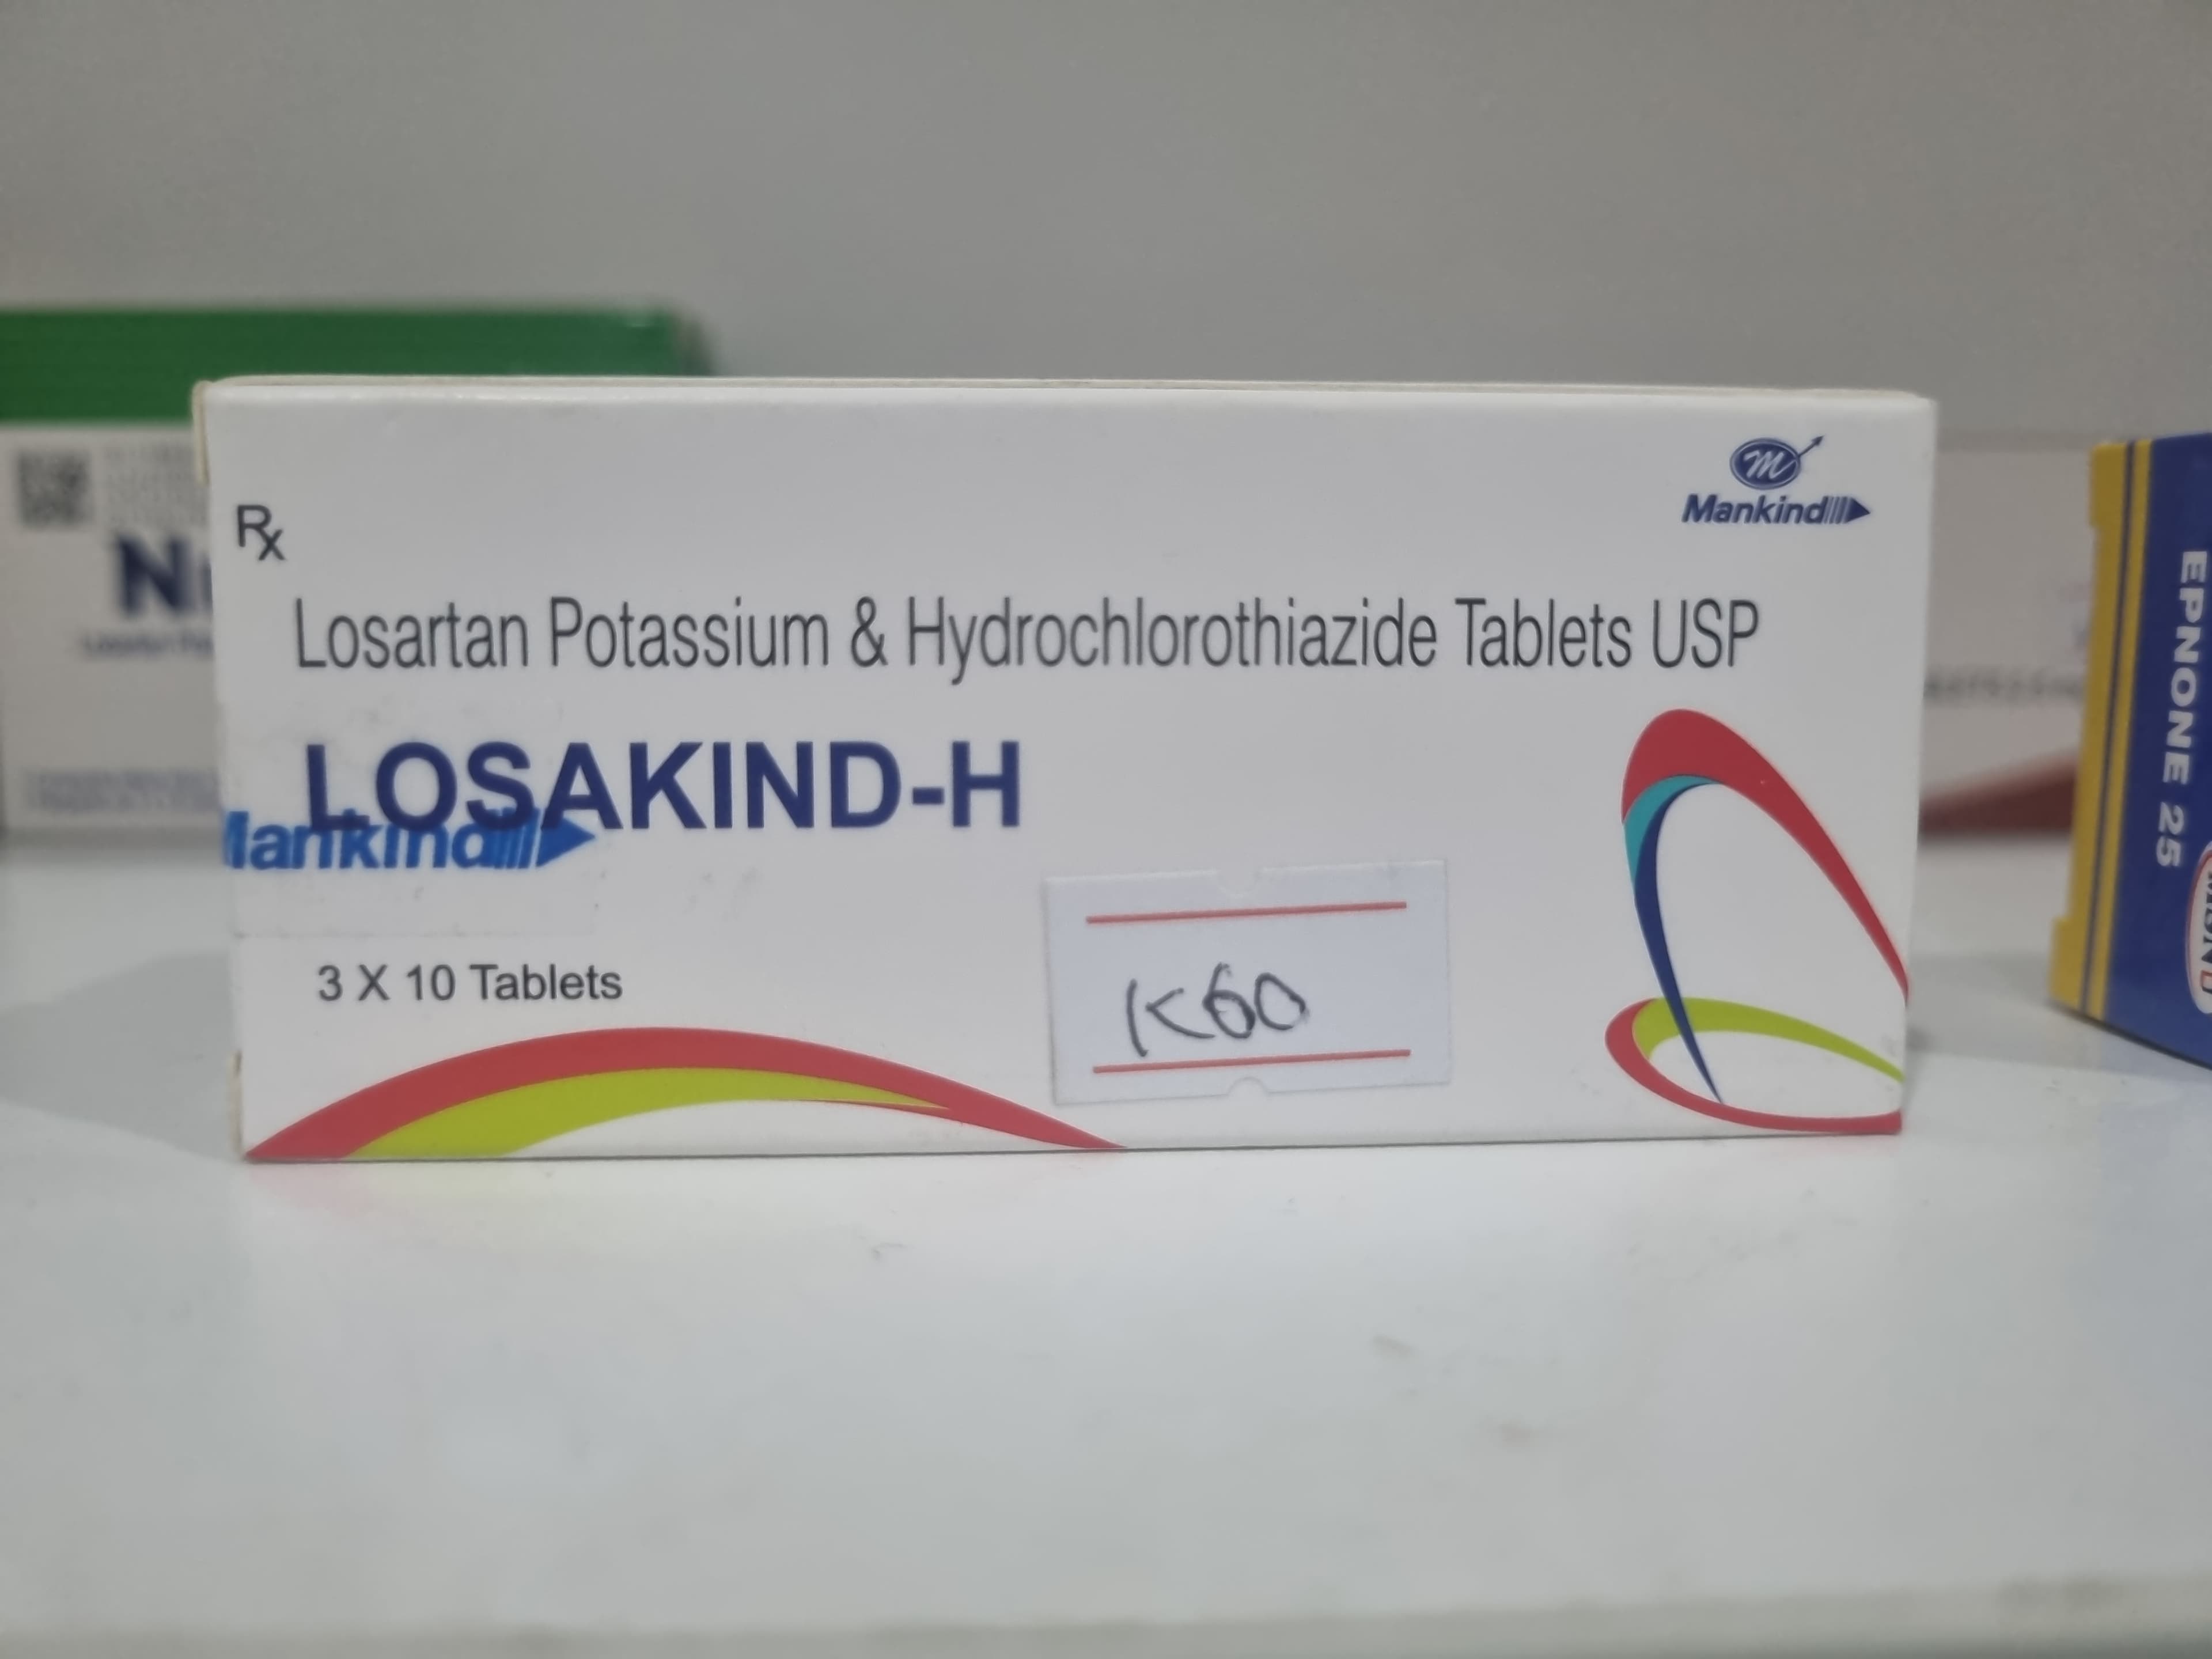 Mankind
Rx
Losartan Potassium & Hydrochlorothiazide Tablets USP
LOSAKIND-H
Mankind
3 X 10 Tablets
K60
EPNONE 25